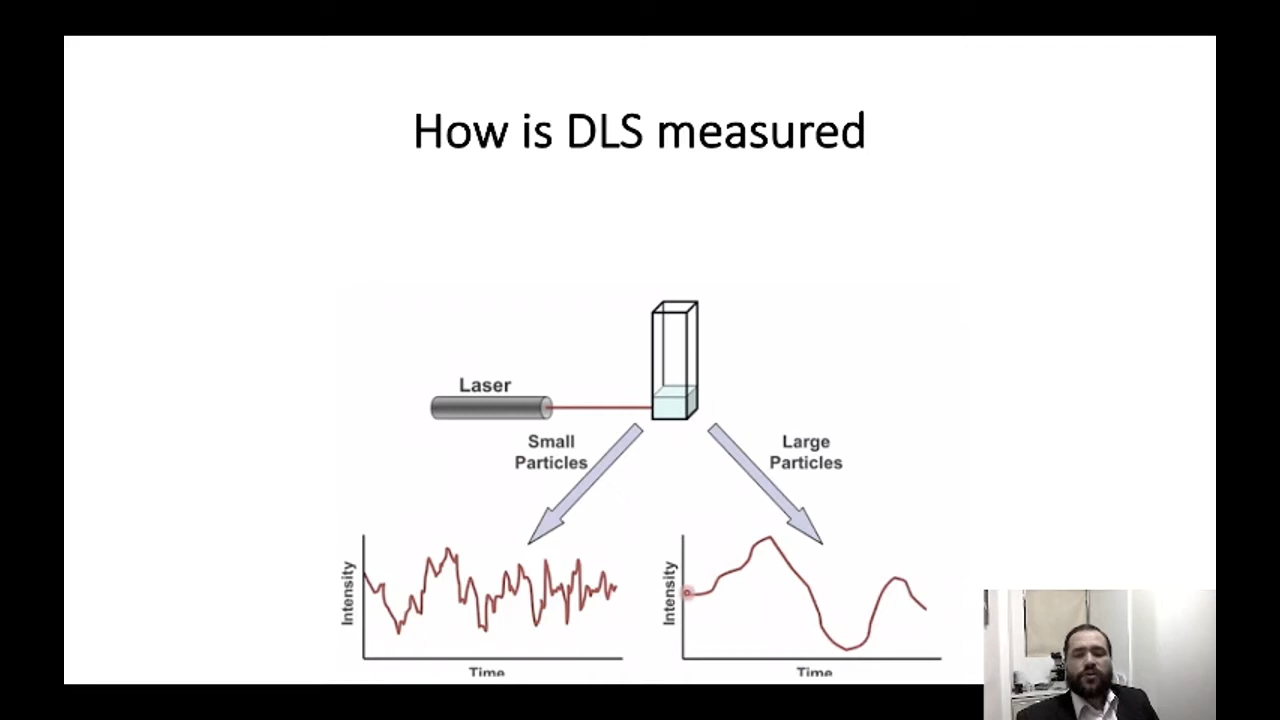 How is DLS measured
Laser
Small
Particles
Large
Particles
Intensity
Time
Intensity
Time